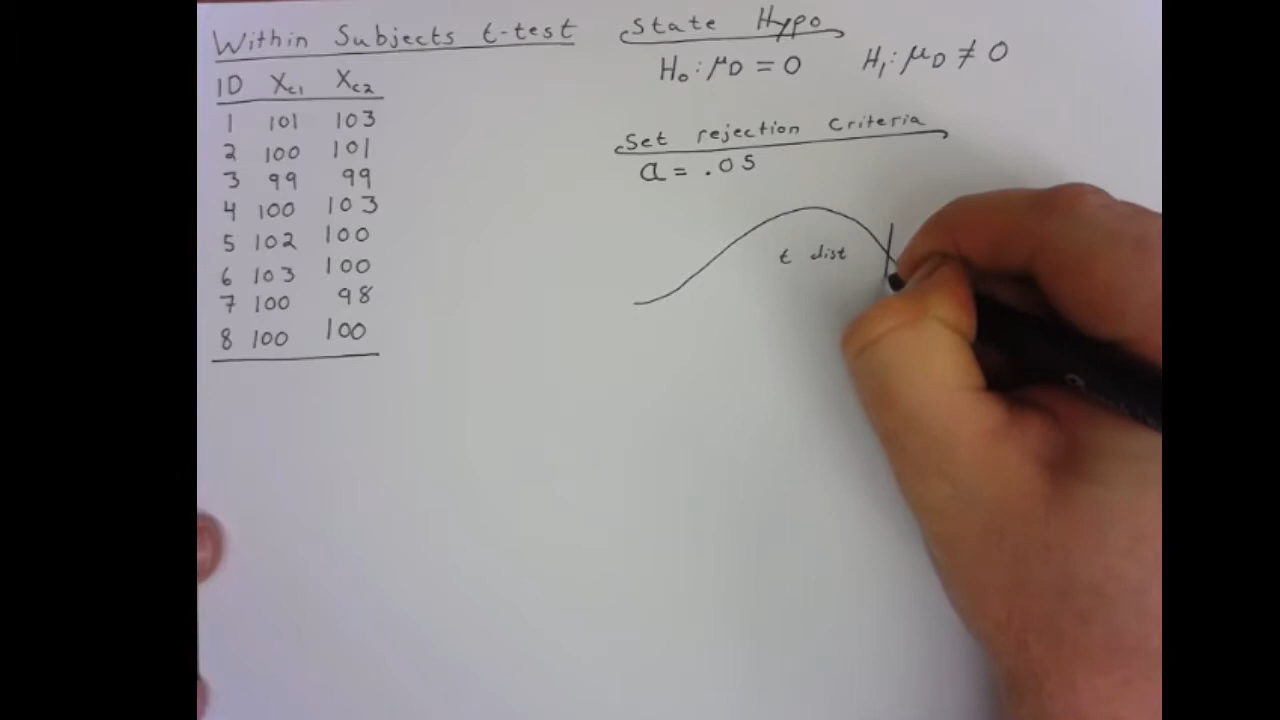 Within Subjects t-test
ID Xc1 Xc2
1 101 103
2 100 101
3 99 99
4 100 103
5 102 100
6 103 100
7 100 98
8 100 100
State Hypo
H₀: μD = 0 H₁: μD ≠ 0
Set rejection Criteria
α = .05
t dist